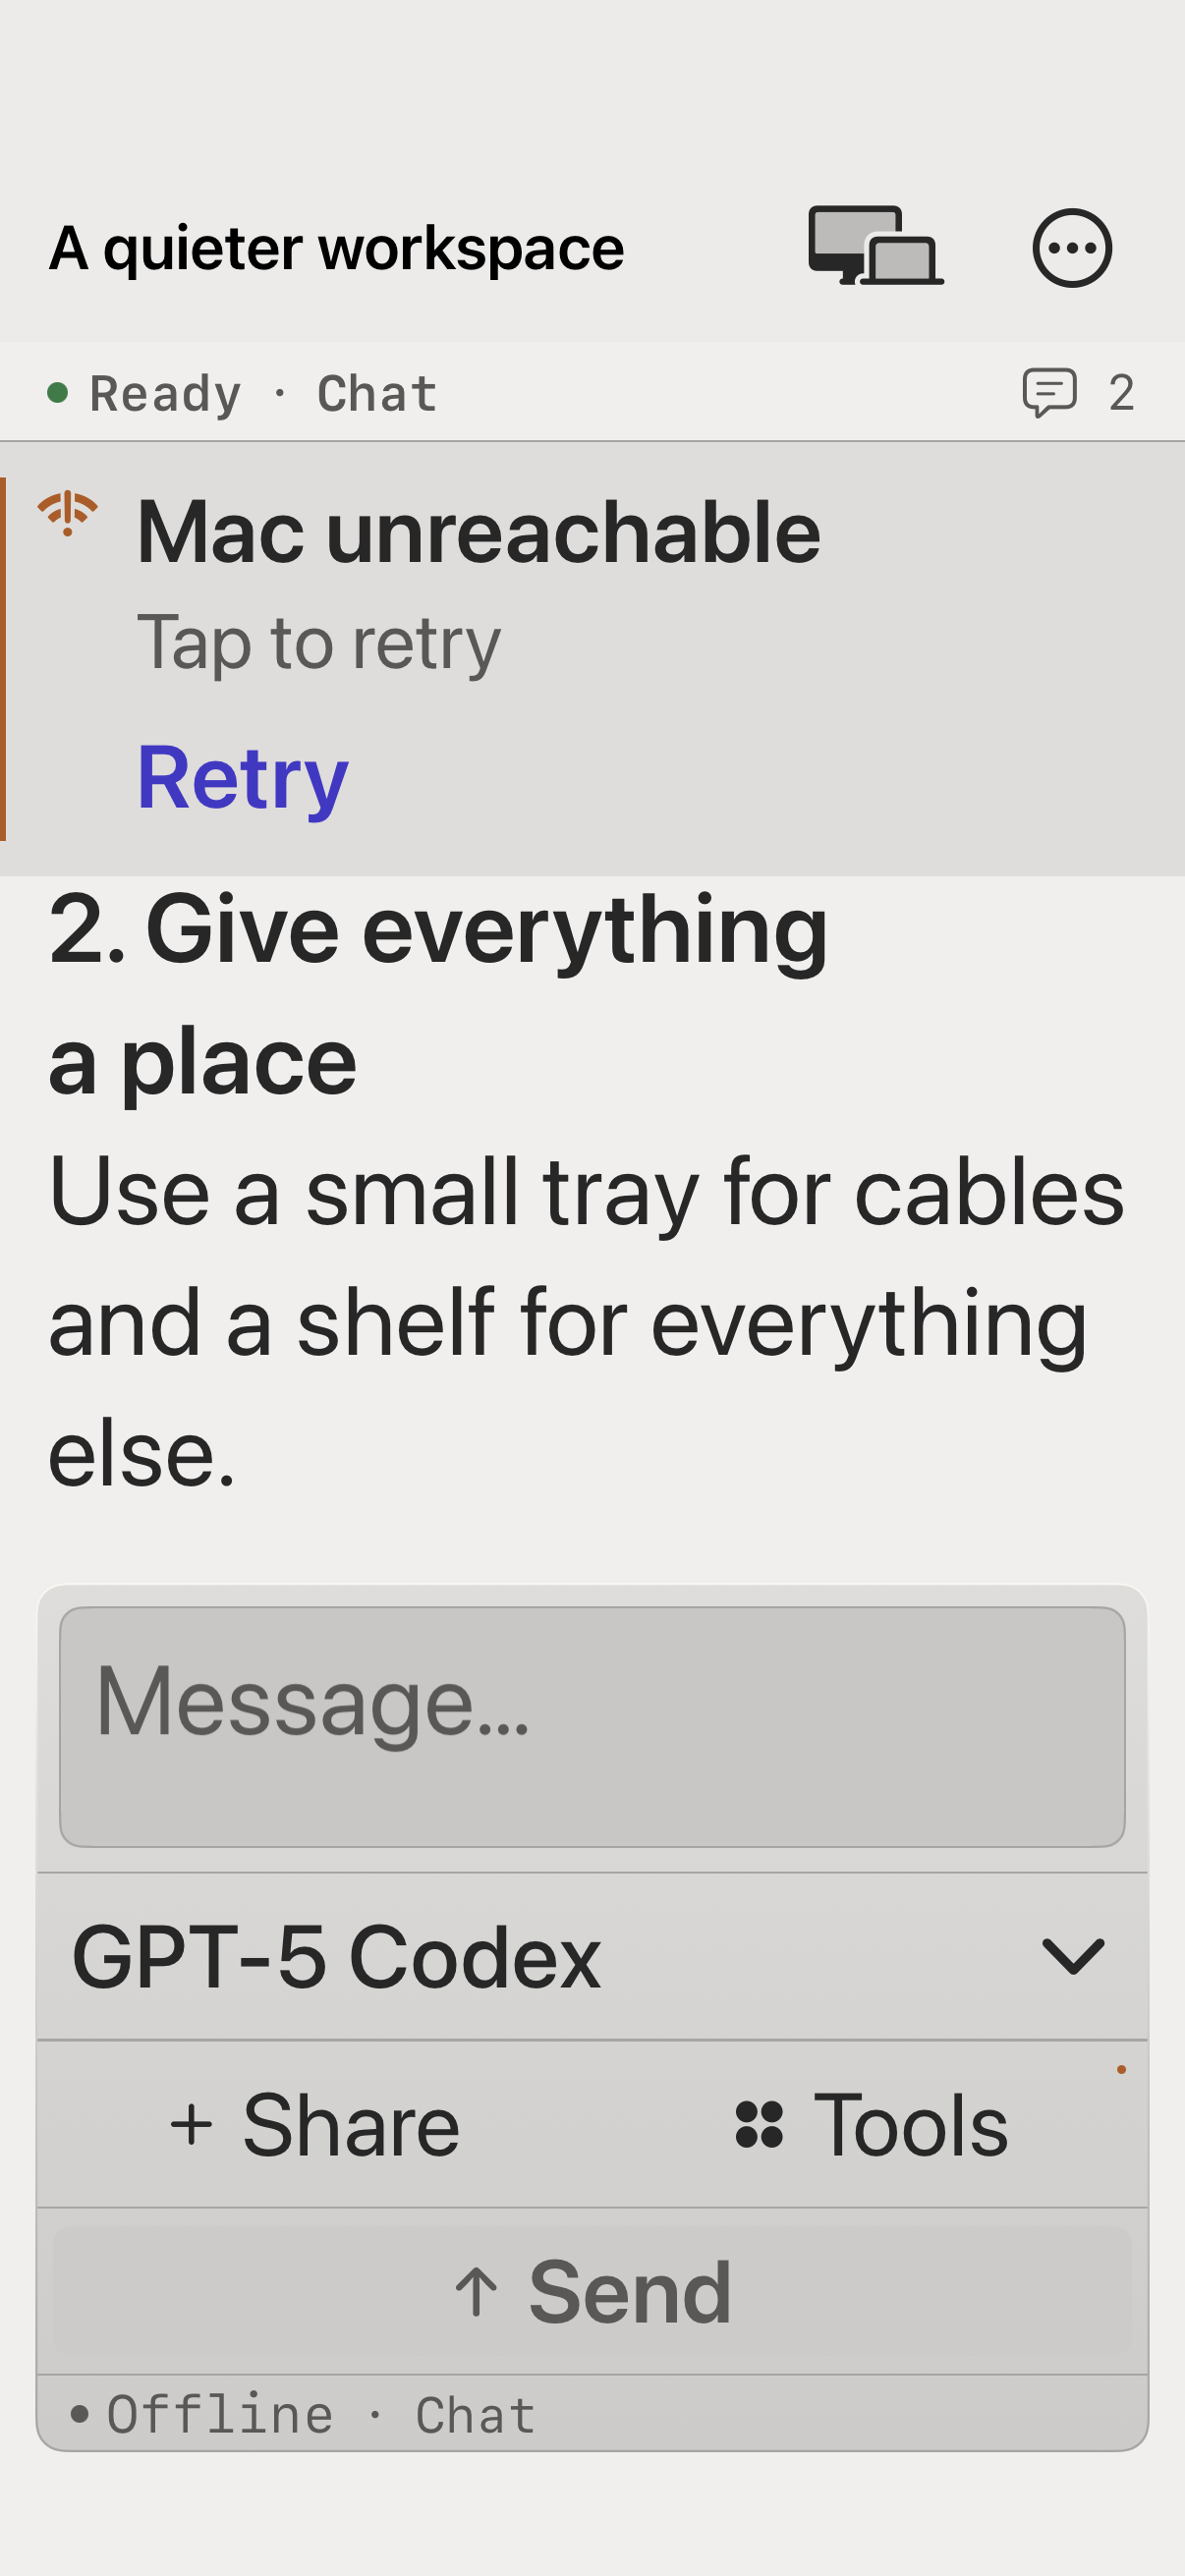 A quieter workspace
Ready · Chat
2
Mac unreachable
Tap to retry
Retry
2. Give everything
a place
Use a small tray for cables
and a shelf for everything
else.
Message...
GPT-5 Codex
+ Share
Tools
↑ Send
Offline · Chat